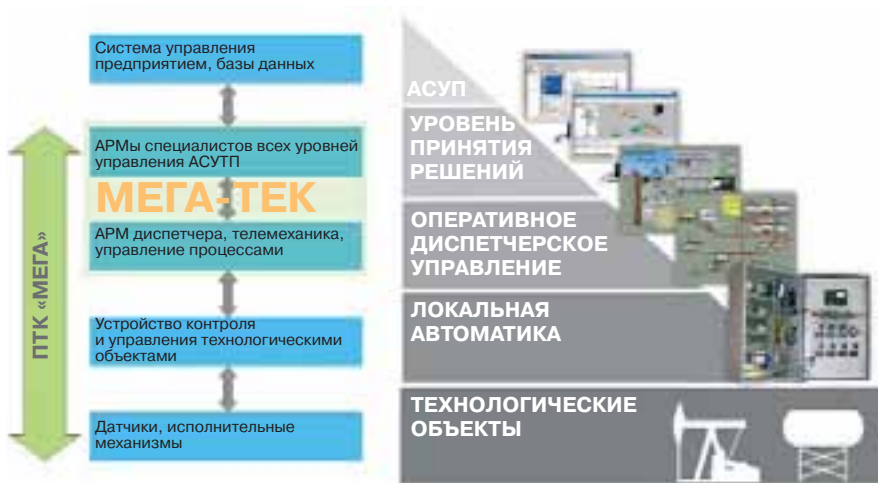 Система управления
предприятием, базы данных
АРМы специалистов всех уровней
управления АСУТП
МЕГА-ТЕК
АРМ диспетчера, телемеханика,
управление процессами
Устройство контроля
и управления технологическими
объектами
Датчики, исполнительные
механизмы
ПТК «МЕГА»
АСУП
УРОВЕНЬ
ПРИНЯТИЯ
РЕШЕНИЙ
ОПЕРАТИВНОЕ
ДИСПЕТЧЕРСКОЕ
УПРАВЛЕНИЕ
ЛОКАЛЬНАЯ
АВТОМАТИКА
ТЕХНОЛОГИЧЕСКИЕ
ОБЪЕКТЫ